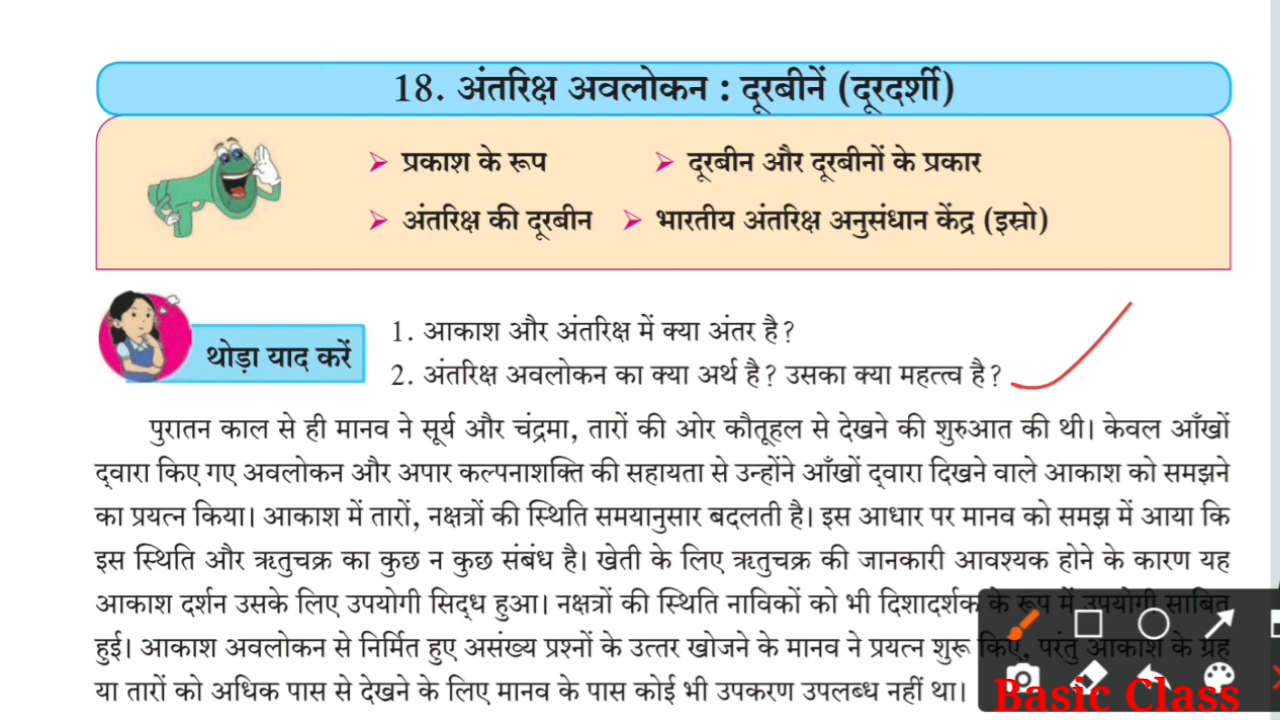 18. अंतरिक्ष अवलोकन : दूरबीनें (दूरदर्शी)
➢ प्रकाश के रूप ➢ दूरबीन और दूरबीनों के प्रकार
➢ अंतरिक्ष की दूरबीन ➢ भारतीय अंतरिक्ष अनुसंधान केंद्र (इस्रो)
थोड़ा याद करें
1. आकाश और अंतरिक्ष में क्या अंतर है?
2. अंतरिक्ष अवलोकन का क्या अर्थ है? उसका क्या महत्त्व है?
पुरातन काल से ही मानव ने सूर्य और चंद्रमा, तारों की ओर कौतूहल से देखने की शुरुआत की थी। केवल आँखों
द्‌वारा किए गए अवलोकन और अपार कल्पनाशक्ति की सहायता से उन्होंने आँखों द्‌वारा दिखने वाले आकाश को समझने
का प्रयत्न किया। आकाश में तारों, नक्षत्रों की स्थिति समयानुसार बदलती है। इस आधार पर मानव को समझ में आया कि
इस स्थिति और ऋतुचक्र का कुछ न कुछ संबंध है। खेती के लिए ऋतुचक्र की जानकारी आवश्यक होने के कारण यह
आकाश दर्शन उसके लिए उपयोगी सिद्‌ध हुआ। नक्षत्रों की स्थिति नाविकों को भी दिशादर्शक के रूप में उपयोगी साबित
हुई। आकाश अवलोकन से निर्मित हुए असंख्य प्रश्नों के उत्तर खोजने के मानव ने प्रयत्न शुरू किए, परंतु आकाश के ग्रह
या तारों को अधिक पास से देखने के लिए मानव के पास कोई भी उपकरण उपलब्ध नहीं था।
Basic Class